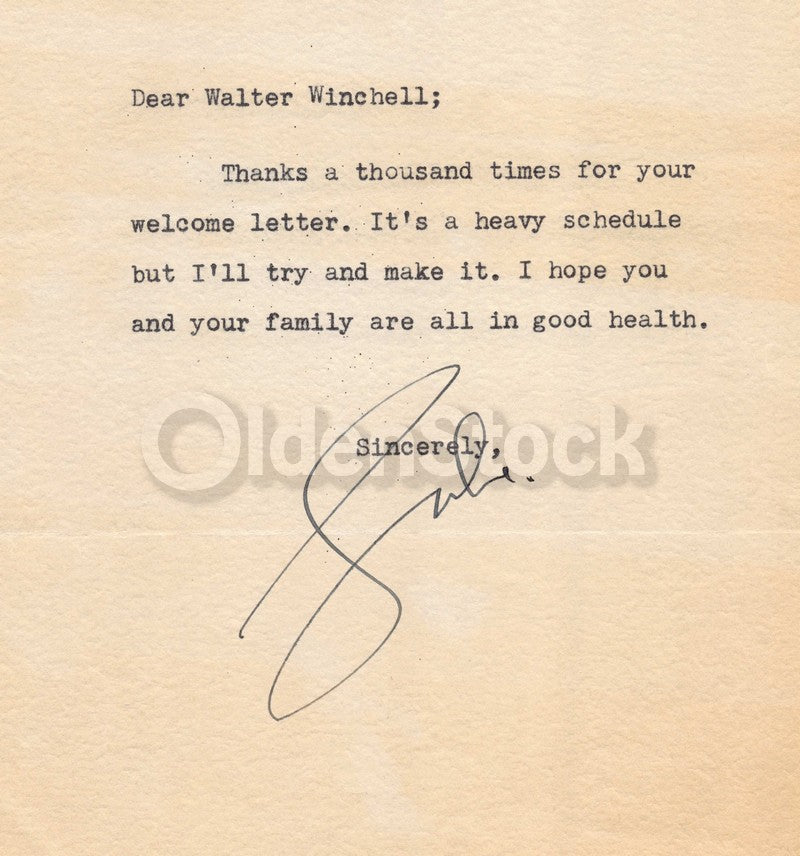 Dear Walter Winchell;
Thanks a thousand times for your
welcome letter. It's a heavy schedule
but I'll try and make it. I hope you
and your family are all in good health.
Sincerely,
OldenStock